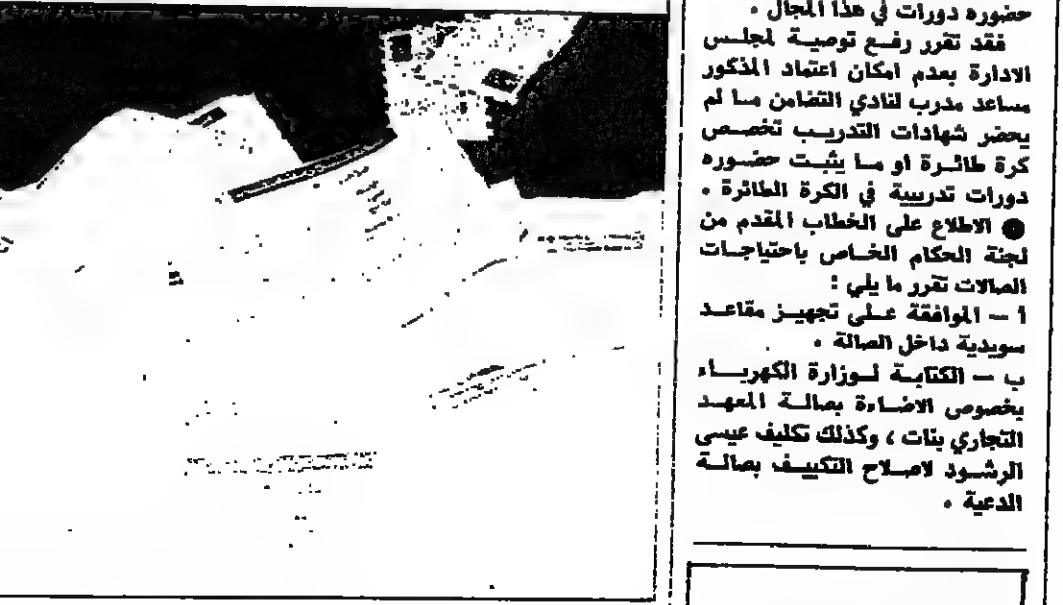 حضوره دورات في هذا المجال .
فقد تقرر رفع توصية لمجلس
الادارة بعدم امكان اعتماد المذكور
مساعد مدرب لنادي التضامن ما لم
يحضر شهادات التدريب تخصص
كرة طائرة او ما يثبت حضوره
دورات تدريبية في الكرة الطائرة .
● الاطلاع على الخطاب المقدم من
لجنة الحكام الخاص باحتياجات
الصالات تقرر ما يلي :
أ — الموافقة على تجهيز مقاعد
سويدية داخل الصالة .
ب — الكتابة لوزارة الكهرباء
بخصوص الاضاءة بصالة المعهد
التجاري بنات ، وكذلك تكليف عيسى
الرشود لاصلاح التكييف بصالة
الدعية .